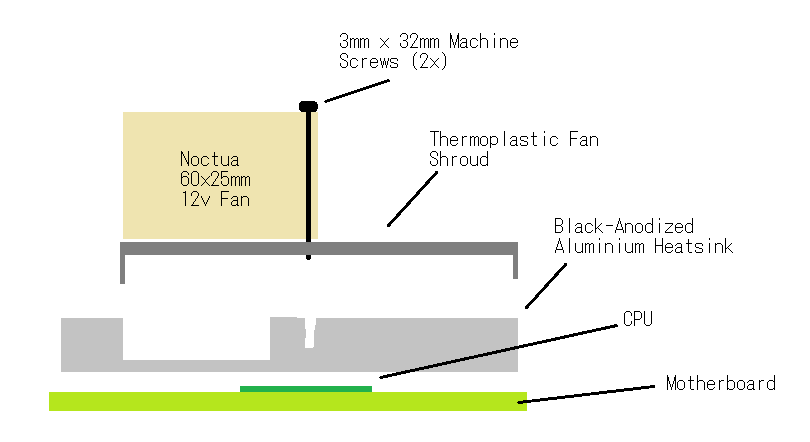 3mm x 32mm Machine
Screws (2x)
Thermoplastic Fan
Shroud
Noctua
60x25mm
12v Fan
Black-Anodized
Aluminium Heatsink
CPU
Motherboard